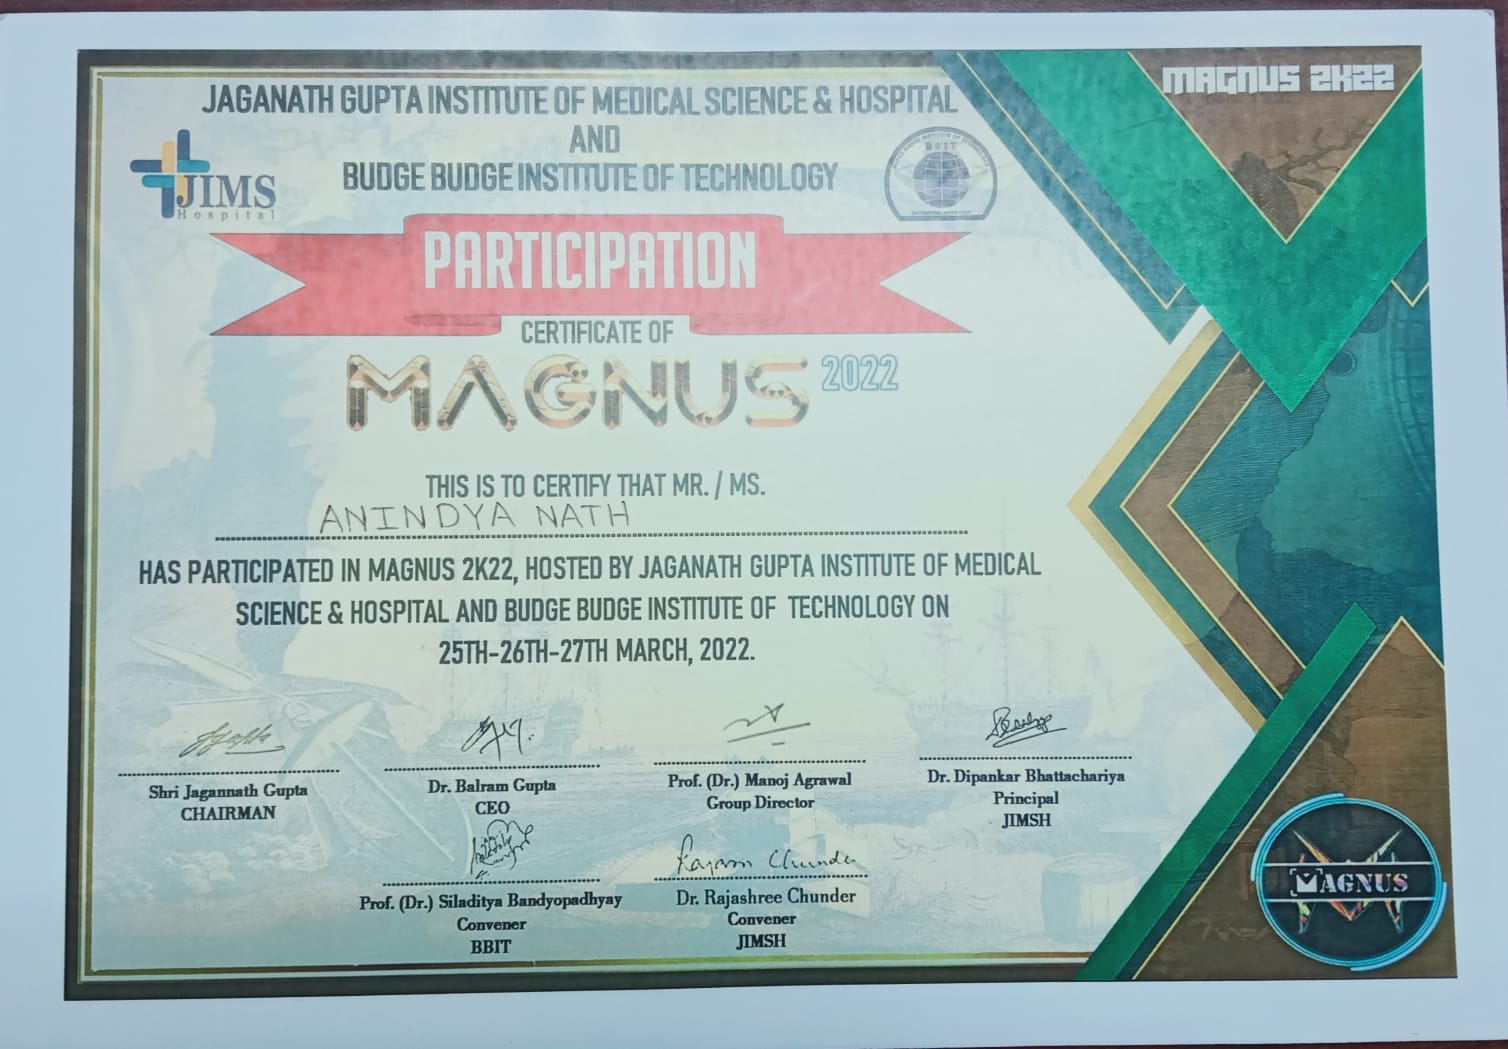 MAGNUS 2K22
JAGANATH GUPTA INSTITUTE OF MEDICAL SCIENCE & HOSPITAL
AND
BUDGE BUDGE INSTITUTE OF TECHNOLOGY
JIMS
Hospital
BBIT
PARTICIPATION
CERTIFICATE OF
MAGNUS 2022
THIS IS TO CERTIFY THAT MR. / MS.
ANINDYA NATH
HAS PARTICIPATED IN MAGNUS 2K22, HOSTED BY JAGANATH GUPTA INSTITUTE OF MEDICAL
SCIENCE & HOSPITAL AND BUDGE BUDGE INSTITUTE OF TECHNOLOGY ON
25TH-26TH-27TH MARCH, 2022.
Shri Jagannath Gupta
CHAIRMAN
Dr. Balram Gupta
CEO
Prof. (Dr.) Manoj Agrawal
Group Director
Dr. Dipankar Bhattachariya
Principal
JIMSH
Prof. (Dr.) Siladitya Bandyopadhyay
Convener
BBIT
Dr. Rajashree Chunder
Convener
JIMSH
MAGNUS